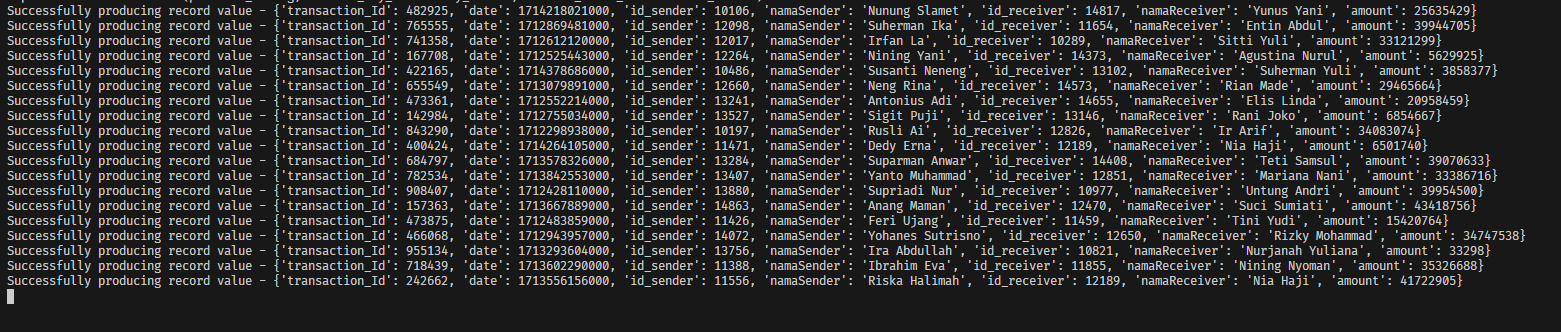 Successfully producing record value - {'transaction_Id': 482925, 'date': 1714218021000, 'id_sender': 10106, 'namaSender': 'Nunung Slamet', 'id_receiver': 14817, 'namaReceiver': 'Yunus Yani', 'amount': 25635429}
Successfully producing record value - {'transaction_Id': 765555, 'date': 1712869481000, 'id_sender': 12098, 'namaSender': 'Suherman Ika', 'id_receiver': 11654, 'namaReceiver': 'Entin Abdul', 'amount': 39944705}
Successfully producing record value - {'transaction_Id': 741358, 'date': 1712612120000, 'id_sender': 12017, 'namaSender': 'Irfan La', 'id_receiver': 10289, 'namaReceiver': 'Sitti Yuli', 'amount': 33121299}
Successfully producing record value - {'transaction_Id': 167708, 'date': 1712525443000, 'id_sender': 12264, 'namaSender': 'Nining Yani', 'id_receiver': 14373, 'namaReceiver': 'Agustina Nurul', 'amount': 5629925}
Successfully producing record value - {'transaction_Id': 422165, 'date': 1714378686000, 'id_sender': 10486, 'namaSender': 'Susanti Neneng', 'id_receiver': 13102, 'namaReceiver': 'Suherman Yuli', 'amount': 3858377}
Successfully producing record value - {'transaction_Id': 655549, 'date': 1713079891000, 'id_sender': 12660, 'namaSender': 'Neng Rina', 'id_receiver': 14573, 'namaReceiver': 'Rian Made', 'amount': 29465664}
Successfully producing record value - {'transaction_Id': 473361, 'date': 1712552214000, 'id_sender': 13241, 'namaSender': 'Antonius Adi', 'id_receiver': 14655, 'namaReceiver': 'Elis Linda', 'amount': 20958459}
Successfully producing record value - {'transaction_Id': 142984, 'date': 1712755034000, 'id_sender': 13527, 'namaSender': 'Sigit Puji', 'id_receiver': 13146, 'namaReceiver': 'Rani Joko', 'amount': 6854667}
Successfully producing record value - {'transaction_Id': 843290, 'date': 1712298938000, 'id_sender': 10197, 'namaSender': 'Rusli Ai', 'id_receiver': 12826, 'namaReceiver': 'Ir Arif', 'amount': 34083074}
Successfully producing record value - {'transaction_Id': 400424, 'date': 1714264105000, 'id_sender': 11471, 'namaSender': 'Dedy Erna', 'id_receiver': 12189, 'namaReceiver': 'Nia Haji', 'amount': 6501740}
Successfully producing record value - {'transaction_Id': 684797, 'date': 1713578326000, 'id_sender': 13284, 'namaSender': 'Suparman Anwar', 'id_receiver': 14408, 'namaReceiver': 'Teti Samsul', 'amount': 39070633}
Successfully producing record value - {'transaction_Id': 782534, 'date': 1713842553000, 'id_sender': 13407, 'namaSender': 'Yanto Muhammad', 'id_receiver': 12851, 'namaReceiver': 'Mariana Nani', 'amount': 33386716}
Successfully producing record value - {'transaction_Id': 908407, 'date': 1712428110000, 'id_sender': 13880, 'namaSender': 'Supriadi Nur', 'id_receiver': 10977, 'namaReceiver': 'Untung Andri', 'amount': 39954500}
Successfully producing record value - {'transaction_Id': 157363, 'date': 1713667889000, 'id_sender': 14863, 'namaSender': 'Anang Maman', 'id_receiver': 12470, 'namaReceiver': 'Suci Sumiati', 'amount': 43418756}
Successfully producing record value - {'transaction_Id': 473875, 'date': 1712483859000, 'id_sender': 11426, 'namaSender': 'Feri Ujang', 'id_receiver': 11459, 'namaReceiver': 'Tini Yudi', 'amount': 15420764}
Successfully producing record value - {'transaction_Id': 466068, 'date': 1712943957000, 'id_sender': 14072, 'namaSender': 'Yohanes Sutrisno', 'id_receiver': 12650, 'namaReceiver': 'Rizky Mohammad', 'amount': 34747538}
Successfully producing record value - {'transaction_Id': 955134, 'date': 1713293604000, 'id_sender': 13756, 'namaSender': 'Ira Abdullah', 'id_receiver': 10821, 'namaReceiver': 'Nurjanah Yuliana', 'amount': 33298}
Successfully producing record value - {'transaction_Id': 718439, 'date': 1713602290000, 'id_sender': 11388, 'namaSender': 'Ibrahim Eva', 'id_receiver': 11855, 'namaReceiver': 'Nining Nyoman', 'amount': 35326688}
Successfully producing record value - {'transaction_Id': 242662, 'date': 1713556156000, 'id_sender': 11556, 'namaSender': 'Riska Halimah', 'id_receiver': 12189, 'namaReceiver': 'Nia Haji', 'amount': 41722905}